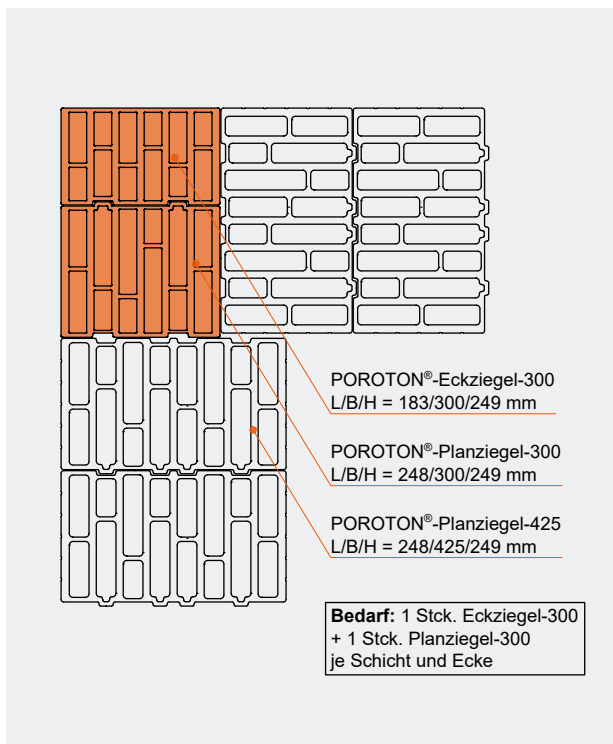 POROTON®-Eckziegel-300
L/B/H = 183/300/249 mm
POROTON®-Planziegel-300
L/B/H = 248/300/249 mm
POROTON®-Planziegel-425
L/B/H = 248/425/249 mm
Bedarf: 1 Stck. Eckziegel-300
+ 1 Stck. Planziegel-300
je Schicht und Ecke